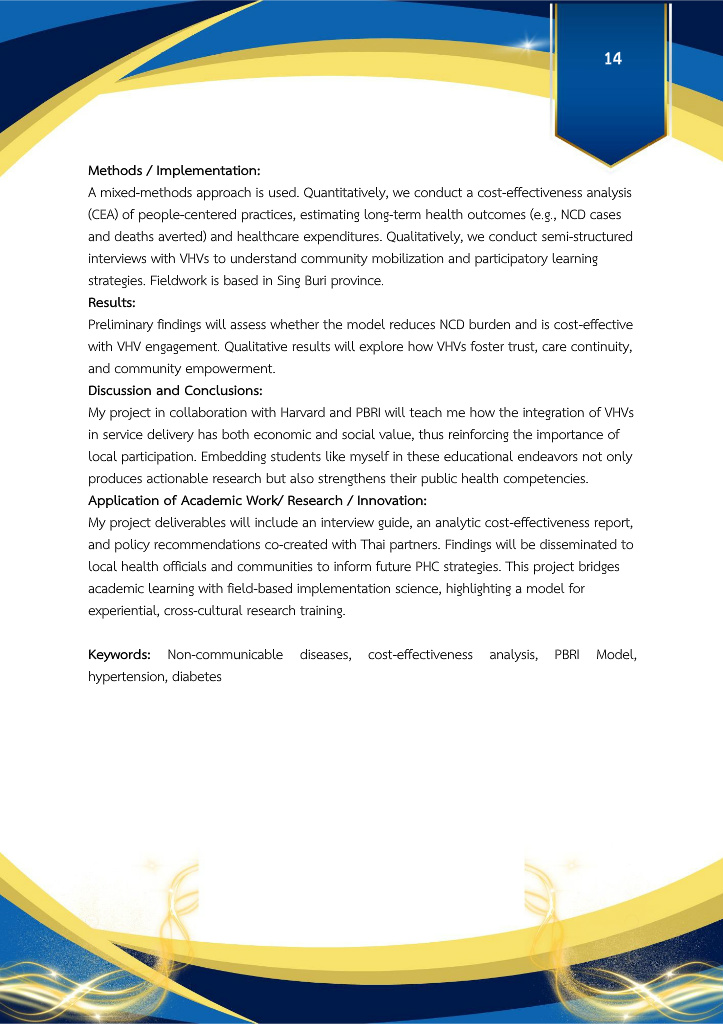 14
Methods / Implementation:
A mixed-methods approach is used. Quantitatively, we conduct a cost-effectiveness analysis
(CEA) of people-centered practices, estimating long-term health outcomes (e.g., NCD cases
and deaths averted) and healthcare expenditures. Qualitatively, we conduct semi-structured
interviews with VHVs to understand community mobilization and participatory learning
strategies. Fieldwork is based in Sing Buri province.
Results:
Preliminary findings will assess whether the model reduces NCD burden and is cost-effective
with VHV engagement. Qualitative results will explore how VHVs foster trust, care continuity,
and community empowerment.
Discussion and Conclusions:
My project in collaboration with Harvard and PBRI will teach me how the integration of VHVs
in service delivery has both economic and social value, thus reinforcing the importance of
local participation. Embedding students like myself in these educational endeavors not only
produces actionable research but also strengthens their public health competencies.
Application of Academic Work/ Research / Innovation:
My project deliverables will include an interview guide, an analytic cost-effectiveness report,
and policy recommendations co-created with Thai partners. Findings will be disseminated to
local health officials and communities to inform future PHC strategies. This project bridges
academic learning with field-based implementation science, highlighting a model for
experiential, cross-cultural research training.
Keywords: Non-communicable diseases, cost-effectiveness analysis, PBRI Model,
hypertension, diabetes